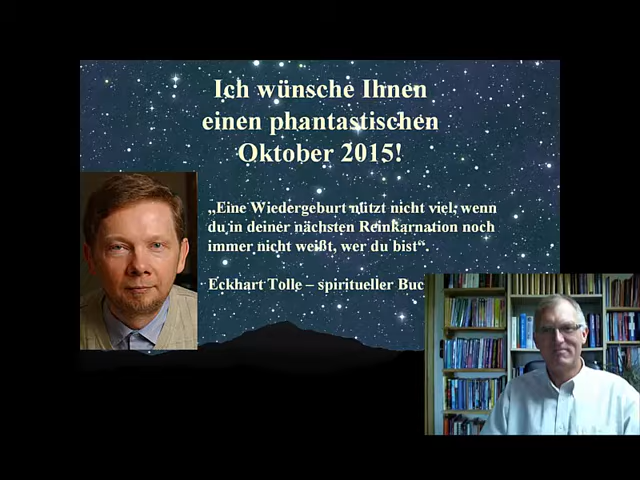 Ich wünsche Ihnen
einen phantastischen
Oktober 2015!
„Eine Wiedergeburt nützt nicht viel, wenn
du in deiner nächsten Reinkarnation noch
immer nicht weißt, wer du bist“.
Eckhart Tolle – spiritueller Buc